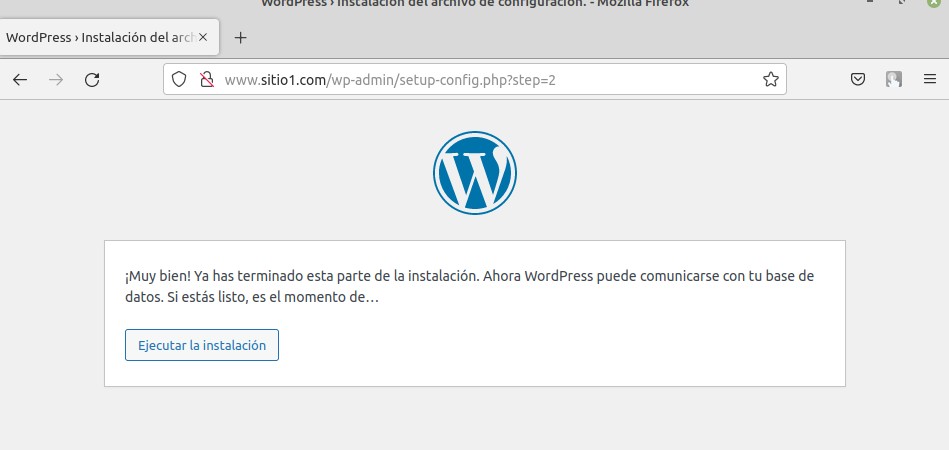 WordPress › Instalación del archivo de configuración. - Mozilla Firefox
WordPress › Instalación del arch
www.sitio1.com/wp-admin/setup-config.php?step=2
¡Muy bien! Ya has terminado esta parte de la instalación. Ahora WordPress puede comunicarse con tu base de
datos. Si estás listo, es el momento de…
Ejecutar la instalación